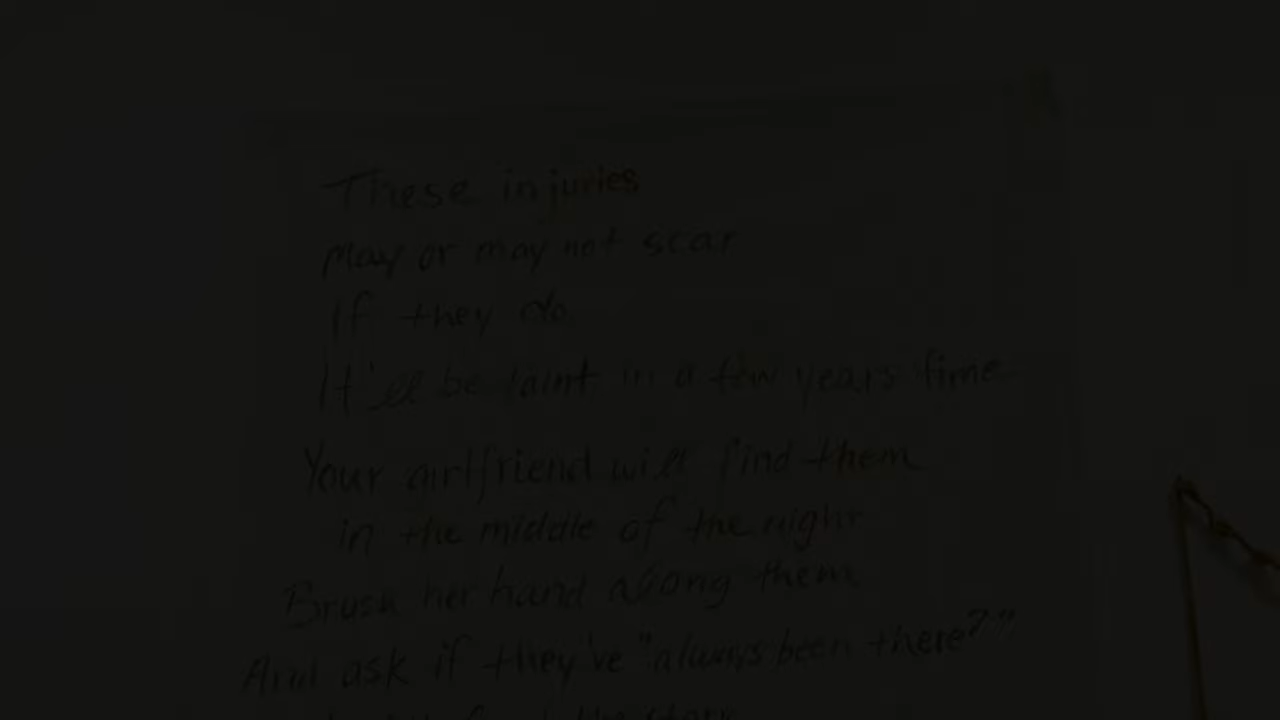 These injuries
May or may not scar
If they do
It'll be faint, in a few years time
Your girlfriend will find them
in the middle of the night
Brush her hand along them
And ask if they've "always been there?"
the story